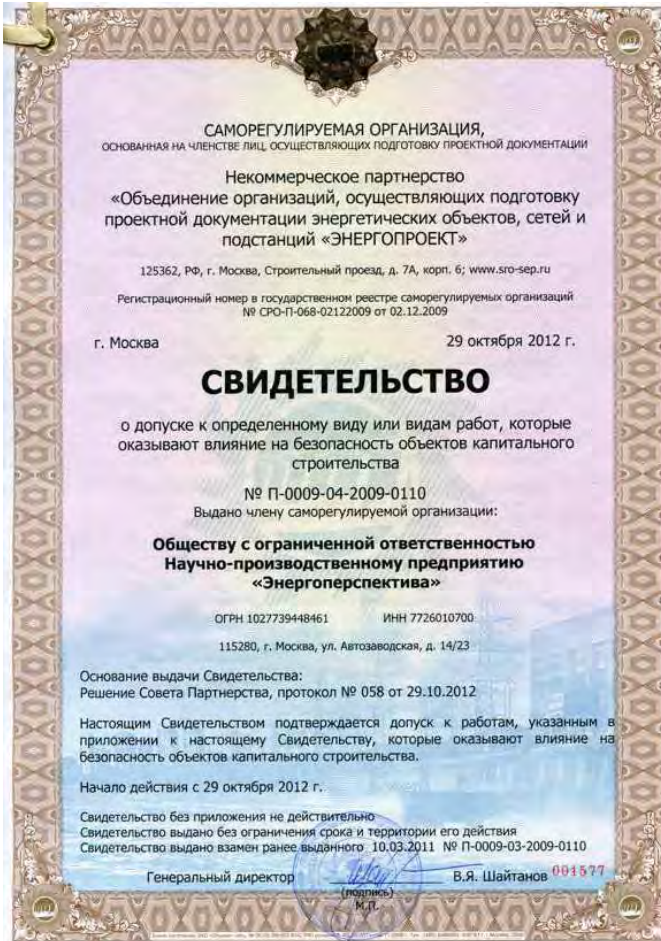 САМОРЕГУЛИРУЕМАЯ ОРГАНИЗАЦИЯ,
ОСНОВАННАЯ НА ЧЛЕНСТВЕ ЛИЦ, ОСУЩЕСТВЛЯЮЩИХ ПОДГОТОВКУ ПРОЕКТНОЙ ДОКУМЕНТАЦИИ
Некоммерческое партнерство
«Объединение организаций, осуществляющих подготовку
проектной документации энергетических объектов, сетей и
подстанций «ЭНЕРГОПРОЕКТ»
125362, РФ, г. Москва, Строительный проезд, д. 7А, корп. 6; www.sro-sep.ru
Регистрационный номер в государственном реестре саморегулируемых организаций
№ СРО-П-068-02122009 от 02.12.2009
г. Москва 29 октября 2012 г.
СВИДЕТЕЛЬСТВО
о допуске к определенному виду или видам работ, которые
оказывают влияние на безопасность объектов капитального
строительства
№ П-0009-04-2009-0110
Выдано члену саморегулируемой организации:
Обществу с ограниченной ответственностью
Научно-производственному предприятию
«Энергоперспектива»
ОГРН 1027739448461 ИНН 7726010700
115280, г. Москва, ул. Автозаводская, д. 14/23
Основание выдачи Свидетельства:
Решение Совета Партнерства, протокол № 058 от 29.10.2012
Настоящим Свидетельством подтверждается допуск к работам, указанным в
приложении к настоящему Свидетельству, которые оказывают влияние на
безопасность объектов капитального строительства.
Начало действия с 29 октября 2012 г.
Свидетельство без приложения не действительно
Свидетельство выдано без ограничения срока и территории его действия
Свидетельство выдано взамен ранее выданного 10.03.2011 № П-0009-03-2009-0110
Генеральный директор В.Я. Шайтанов 001577
(подпись)
М.П.